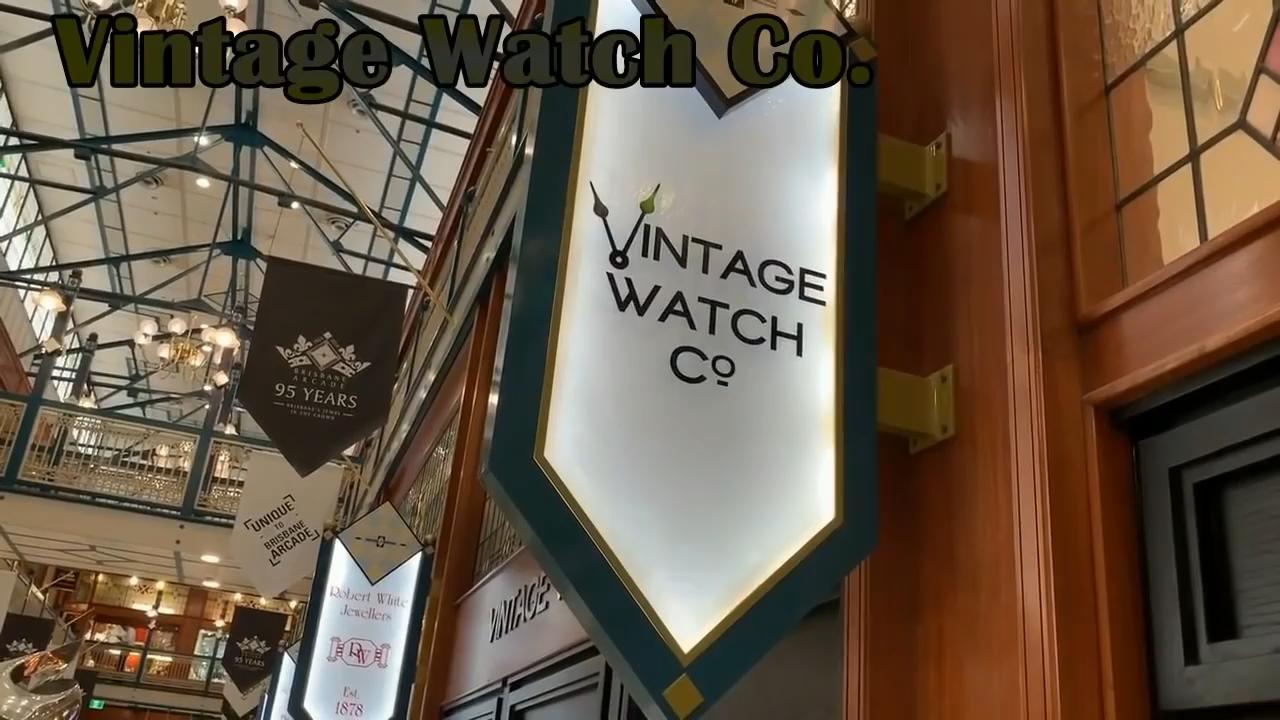 Vintage Watch Co.
VINTAGE
WATCH
Co
BRISBANE
ARCADE
95 YEARS
BRISBANE'S JEWEL
IN THE CROWN
UNIQUE
TO
BRISBANE
ARCADE
Robert White
Jewellers
RW
Est.
1878
VINTAGE
95 YEARS